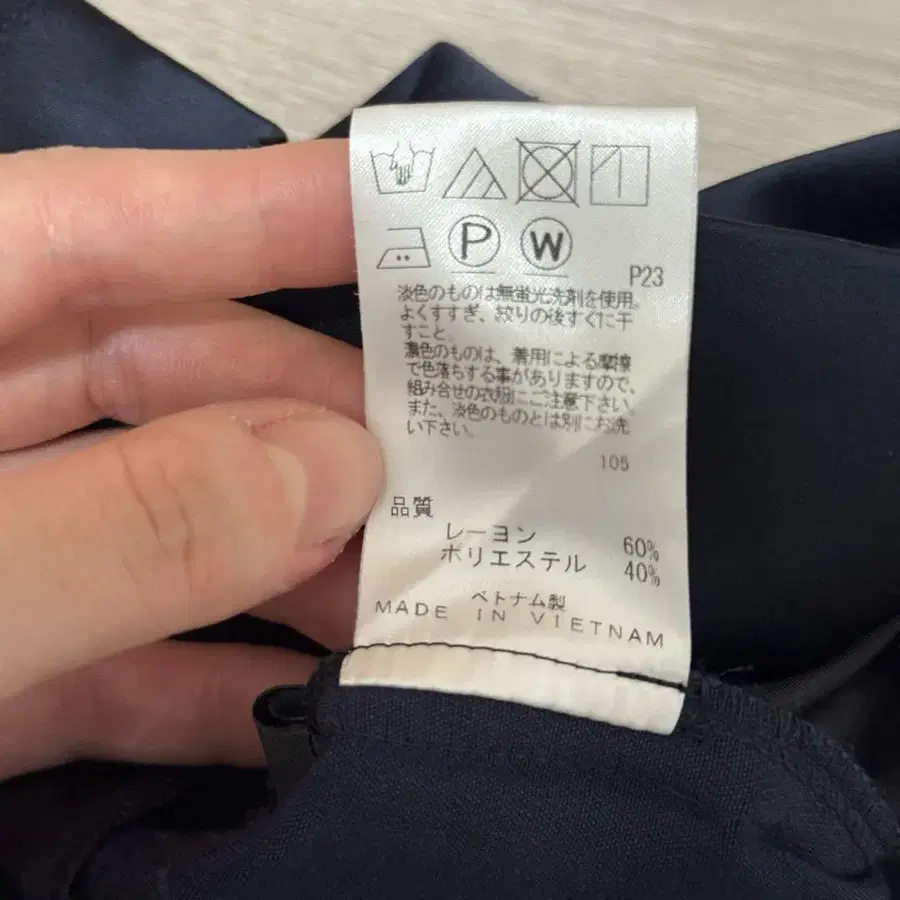 P
W
P23
淡色のものは無蛍光洗剤を使用。
よくすすぎ、絞りの後すぐに干
すこと。
濃色のものは、着用による摩擦
で色落ちする事がありますので、
組み合せの衣服にご注意下さい。
また、淡色のものとは別にお洗
い下さい。
105
品質
レーヨン 60%
ポリエステル 40%
ベトナム製
MADE IN VIETNAM